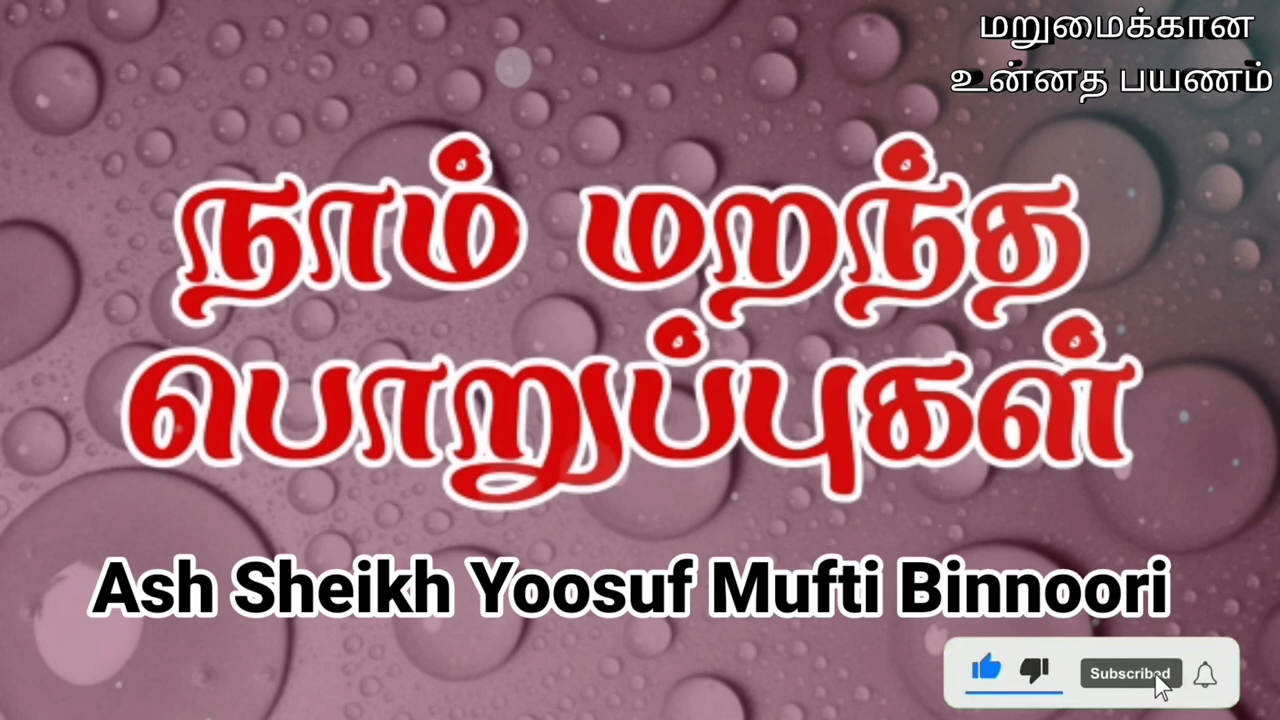 மறுமைக்கான
உன்னத பயணம்
நாம் மறந்த
பொறுப்புகள்
Ash Sheikh Yoosuf Mufti Binnoori
Subscribed